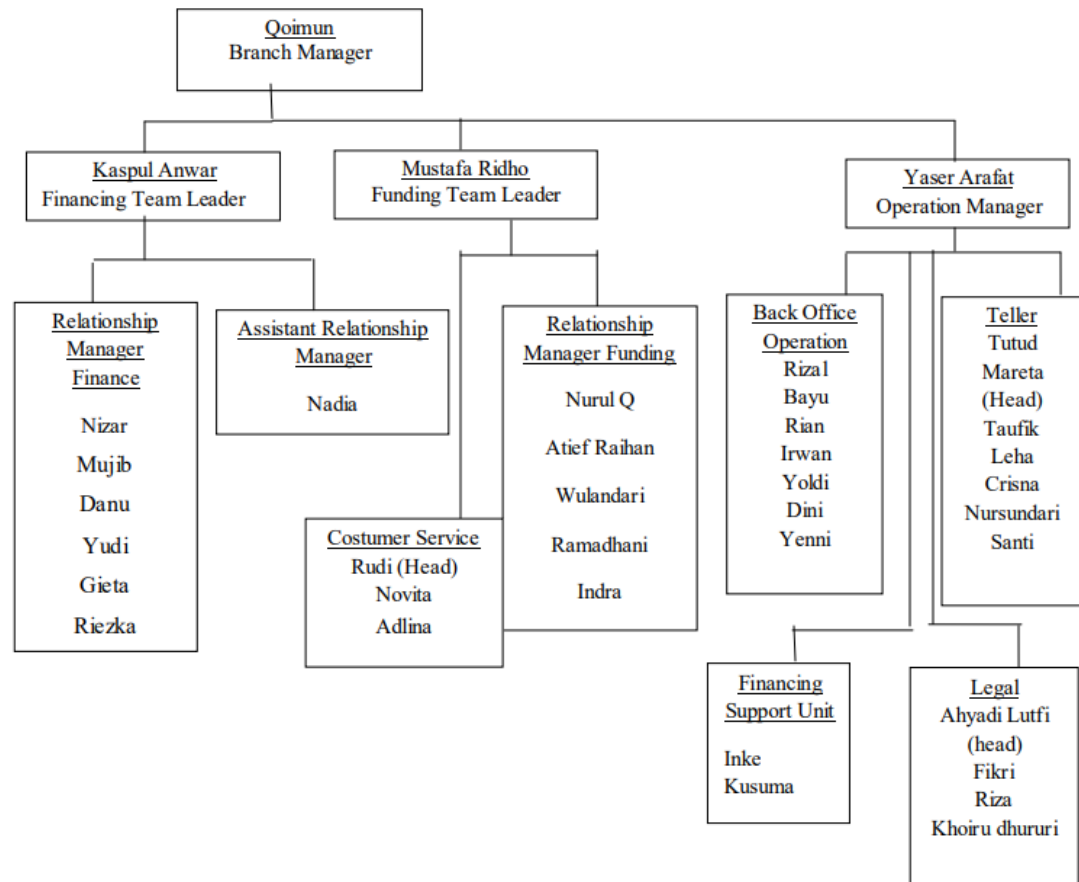 Qoimun
Branch Manager
Kaspul Anwar
Financing Team Leader
Mustafa Ridho
Funding Team Leader
Yaser Arafat
Operation Manager
Relationship
Manager
Finance
Nizar
Mujib
Danu
Yudi
Gieta
Riezka
Assistant Relationship
Manager
Nadia
Costumer Service
Rudi (Head)
Novita
Adlina
Relationship
Manager Funding
Nurul Q
Atief Raihan
Wulandari
Ramadhani
Indra
Back Office
Operation
Rizal
Bayu
Rian
Irwan
Yoldi
Dini
Yenni
Teller
Tutud
Mareta
(Head)
Taufik
Leha
Crisna
Nursundari
Santi
Financing
Support Unit
Inke
Kusuma
Legal
Ahyadi Lutfi
(head)
Fikri
Riza
Khoiru dhururi